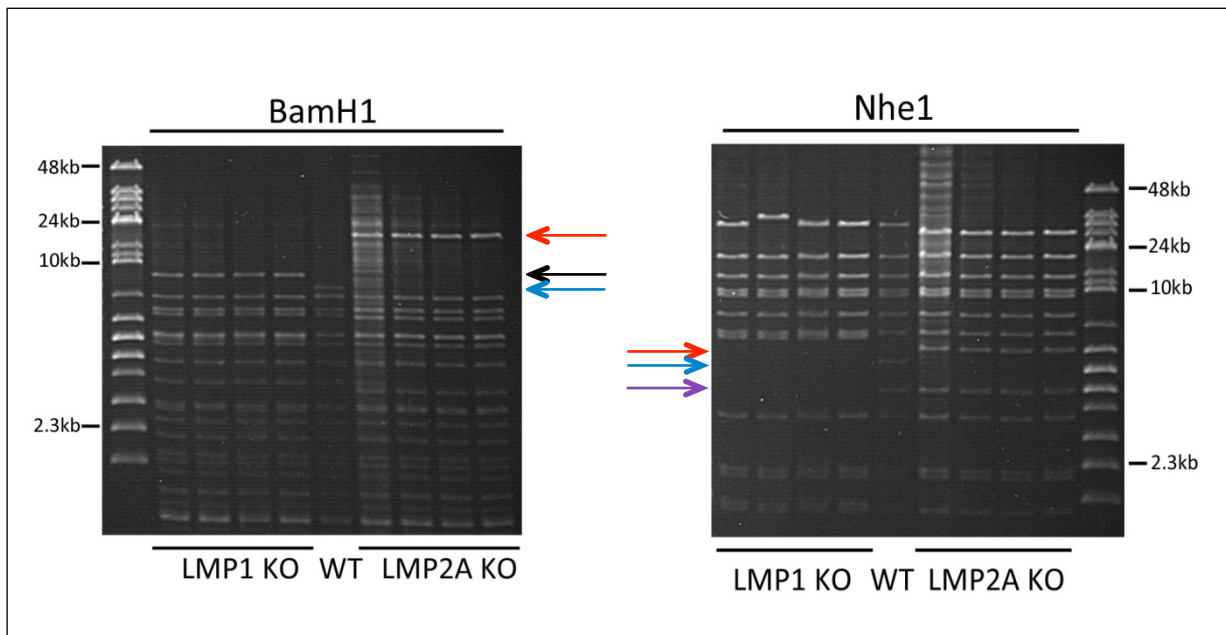 BamH1
48kb
24kb
10kb
2.3kb
LMP1 KO WT LMP2A KO
Nhe1
48kb
24kb
10kb
2.3kb
LMP1 KO WT LMP2A KO